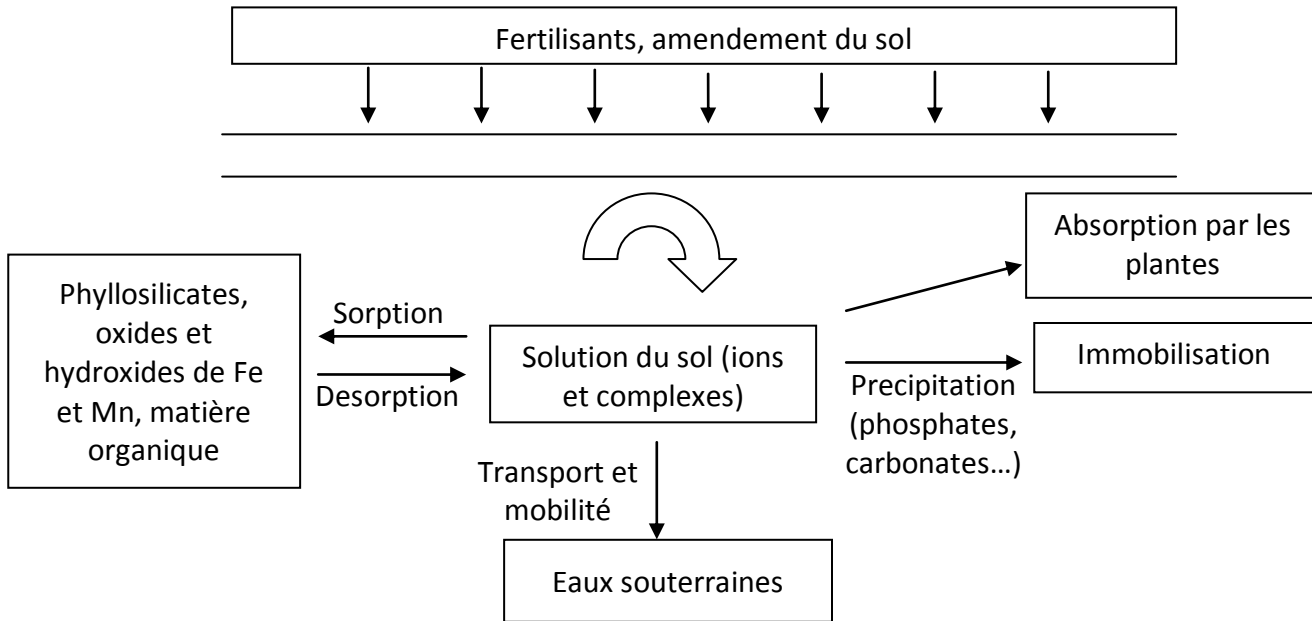 Fertilisants, amendement du sol
Absorption par les
plantes
Phyllosilicates,
oxides et
hydroxides de Fe
et Mn, matière
organique
Sorption
Desorption
Solution du sol (ions
et complexes)
Immobilisation
Precipitation
(phosphates,
carbonates...)
Transport et
mobilité
Eaux souterraines